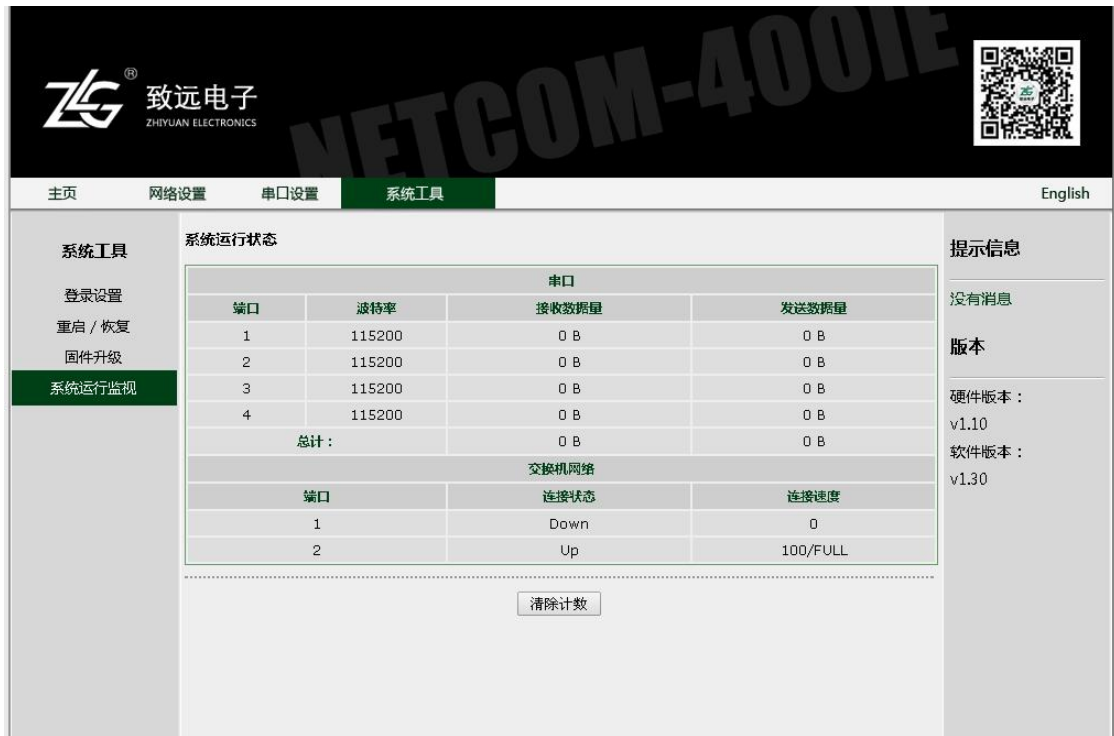 ZLG® 致远电子
ZHIYUAN ELECTRONICS
NETCOM-400IE
主页 网络设置 串口设置 系统工具 English
系统工具
登录设置
重启 / 恢复
固件升级
系统运行监视
系统运行状态
串口
端口 波特率 接收数据量 发送数据量
1 115200 0 B 0 B
2 115200 0 B 0 B
3 115200 0 B 0 B
4 115200 0 B 0 B
总计： 0 B 0 B
交换机网络
端口 连接状态 连接速度
1 Down 0
2 Up 100/FULL
清除计数
提示信息
没有消息
版本
硬件版本：
v1.10
软件版本：
v1.30